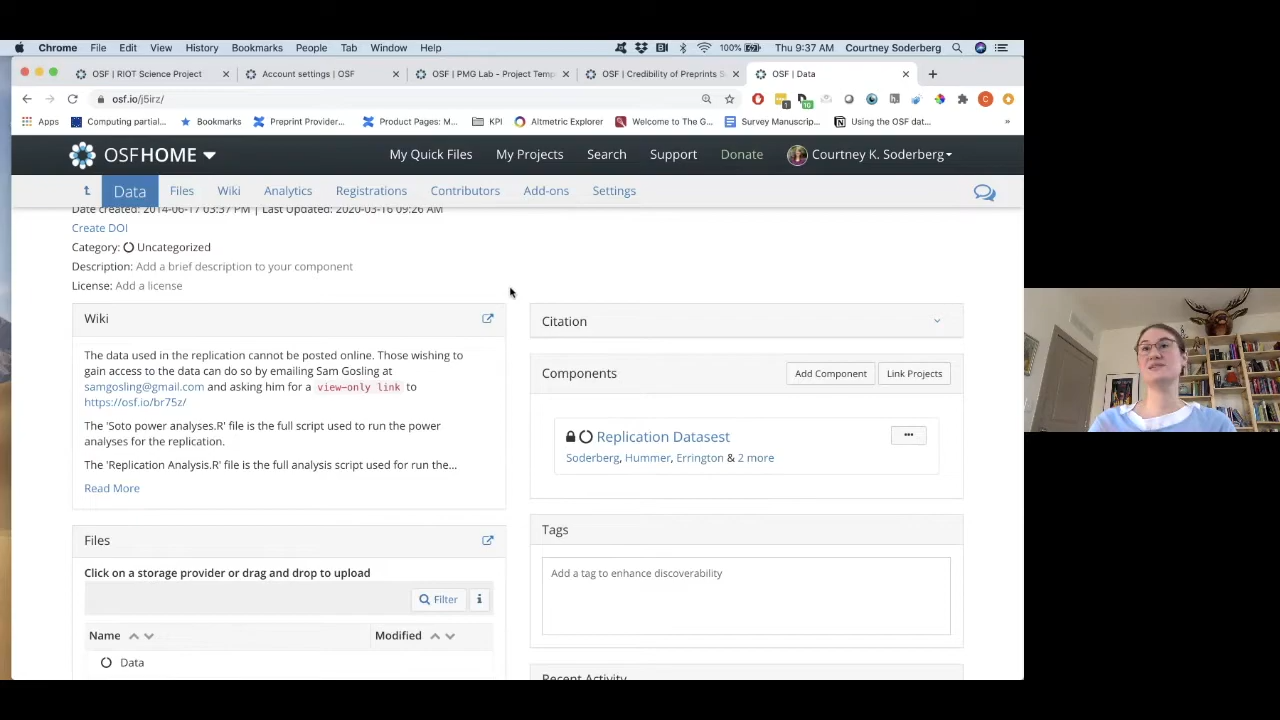 Chrome File Edit View History Bookmarks People Tab Window Help 100% Thu 9:37 AM Courtney Soderberg
OSF | RIOT Science Project Account settings | OSF OSF | PMG Lab - Project Temp OSF | Credibility of Preprints S OSF | Data
osf.io/j5irz/
Apps Computing partial... Bookmarks Preprint Provider... Product Pages: M... KPI Altmetric Explorer Welcome to The G... Survey Manuscrip... Using the OSF dat... »
OSFHOME My Quick Files My Projects Search Support Donate Courtney K. Soderberg
Data Files Wiki Analytics Registrations Contributors Add-ons Settings
Date created: 2014-06-17 03:37 PM | Last Updated: 2020-03-16 09:26 AM
Create DOI
Category: Uncategorized
Description: Add a brief description to your component
License: Add a license
Wiki
The data used in the replication cannot be posted online. Those wishing to
gain access to the data can do so by emailing Sam Gosling at
samgosling@gmail.com and asking him for a view-only link to
https://osf.io/br75z/
The 'Soto power analyses.R' file is the full script used to run the power
analyses for the replication.
The 'Replication Analysis.R' file is the full analysis script used for run the...
Read More
Files
Click on a storage provider or drag and drop to upload
Filter
Name Modified
Data
Citation
Components Add Component Link Projects
Replication Datasest
Soderberg, Hummer, Errington & 2 more
Tags
Add a tag to enhance discoverability
Recent Activity